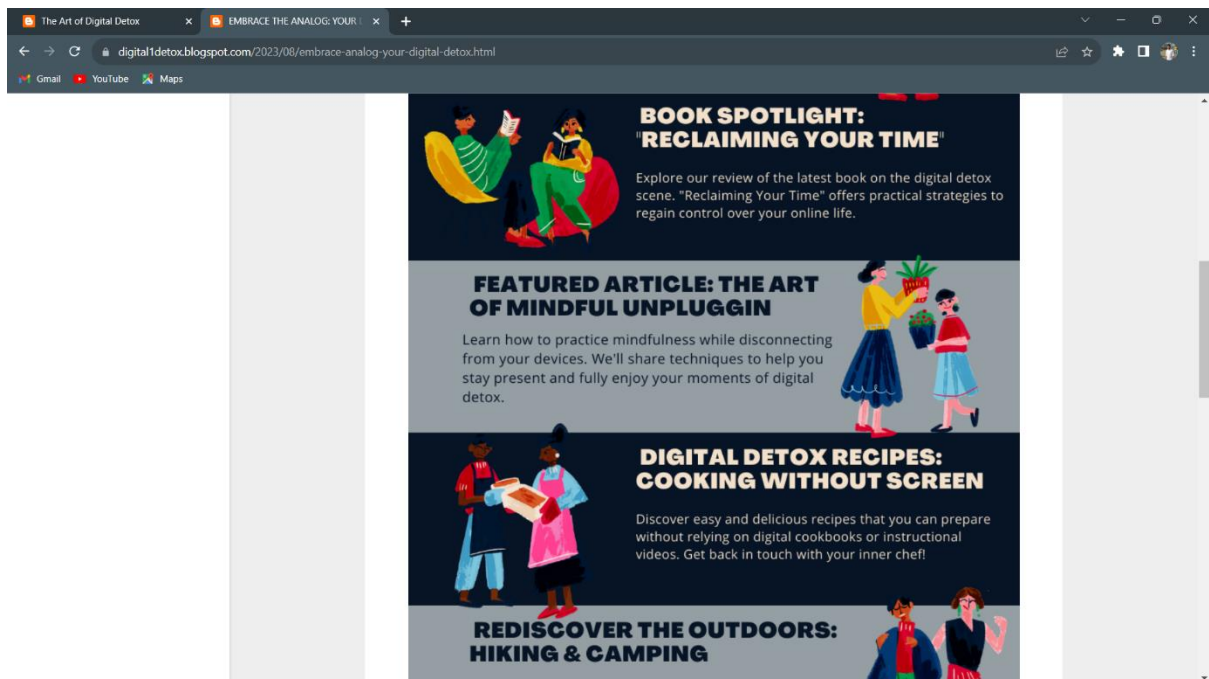 The Art of Digital Detox
EMBRACE THE ANALOG: YOUR
digital1detox.blogspot.com/2023/08/embrace-analog-your-digital-detox.html
Gmail YouTube Maps
BOOK SPOTLIGHT:
"RECLAIMING YOUR TIME"
Explore our review of the latest book on the digital detox
scene. "Reclaiming Your Time" offers practical strategies to
regain control over your online life.
FEATURED ARTICLE: THE ART
OF MINDFUL UNPLUGGIN
Learn how to practice mindfulness while disconnecting
from your devices. We'll share techniques to help you
stay present and fully enjoy your moments of digital
detox.
DIGITAL DETOX RECIPES:
COOKING WITHOUT SCREEN
Discover easy and delicious recipes that you can prepare
without relying on digital cookbooks or instructional
videos. Get back in touch with your inner chef!
REDISCOVER THE OUTDOORS:
HIKING & CAMPING